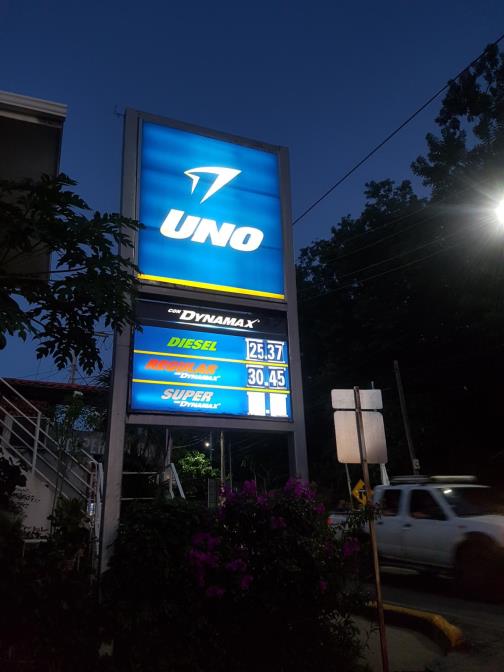 UNO
CON DYNAMAX
DIESEL 25.37
REGULAR 30.45
CON DYNAMAX
SUPER
CON DYNAMAX